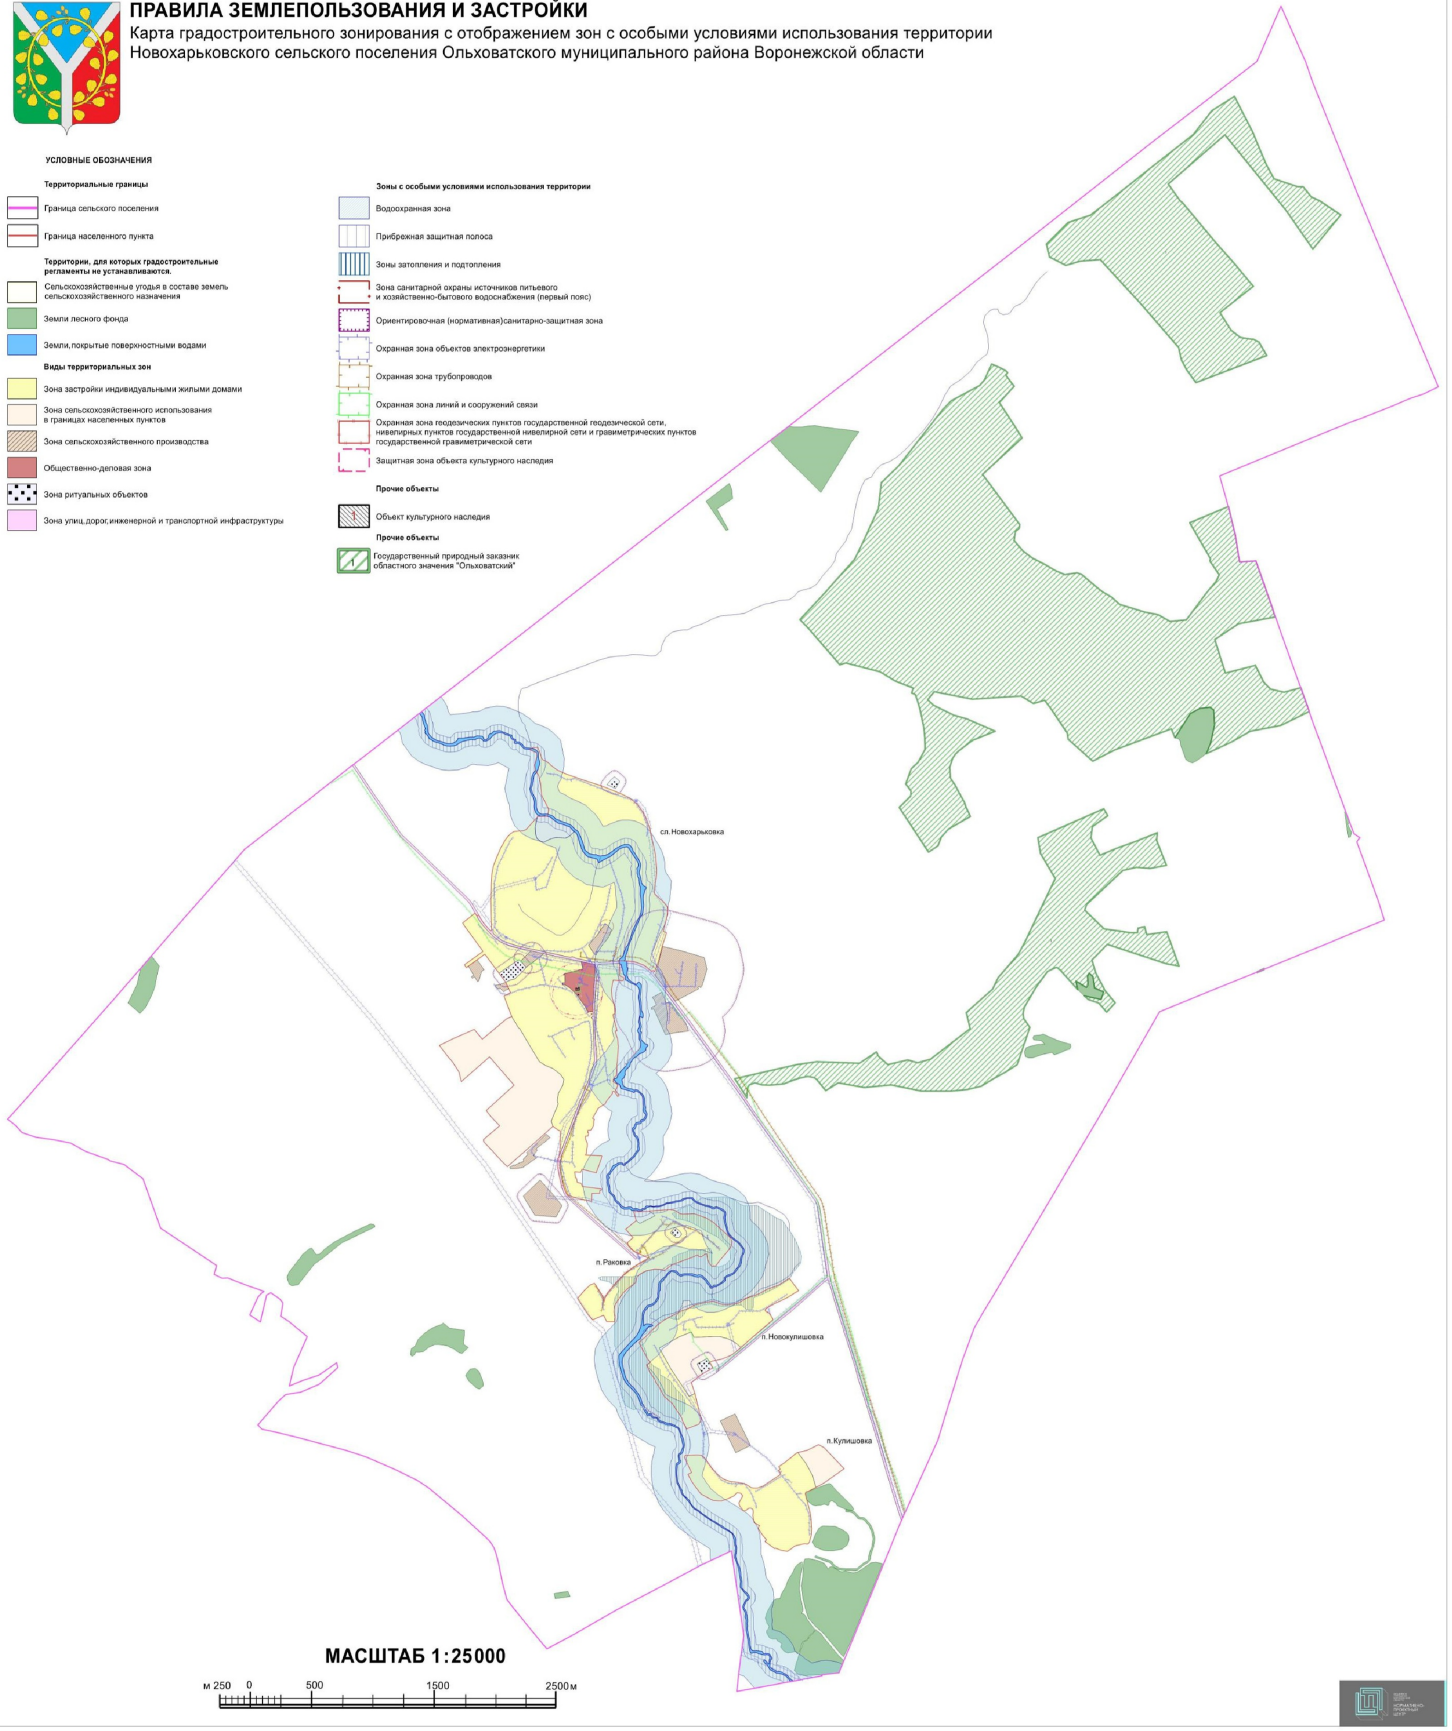 ПРАВИЛА ЗЕМЛЕПОЛЬЗОВАНИЯ И ЗАСТРОЙКИ
Карта градостроительного зонирования с отображением зон с особыми условиями использования территории
Новохарьковского сельского поселения Ольховатского муниципального района Воронежской области
УСЛОВНЫЕ ОБОЗНАЧЕНИЯ
Территориальные границы
Граница сельского поселения
Граница населенного пункта
Территории, для которых градостроительные
регламенты не устанавливаются.
Сельскохозяйственные угодья в составе земель
сельскохозяйственного назначения
Земли лесного фонда
Земли, покрытые поверхностными водами
Виды территориальных зон
Зона застройки индивидуальными жилыми домами
Зона сельскохозяйственного использования
в границах населенных пунктов
Зона сельскохозяйственного производства
Общественно-деловая зона
Зона ритуальных объектов
Зона улиц, дорог, инженерной и транспортной инфраструктуры
Зоны с особыми условиями использования территории
Водоохранная зона
Прибрежная защитная полоса
Зоны затопления и подтопления
Зона санитарной охраны источников питьевого
и хозяйственно-бытового водоснабжения (первый пояс)
Ориентировочная (нормативная)санитарно-защитная зона
Охранная зона объектов электроэнергетики
Охранная зона трубопроводов
Охранная зона линий и сооружений связи
Охранная зона геодезических пунктов государственной геодезической сети,
нивелирных пунктов государственной нивелирной сети и гравиметрических пунктов
государственной гравиметрической сети
Защитная зона объекта культурного наследия
Прочие объекты
1
Объект культурного наследия
Прочие объекты
1
Государственный природный заказник
областного значения "Ольховатский"
сл. Новохарьковка
п. Раковка
п. Новокулишовка
п. Кулишовка
МАСШТАБ 1:25000
м 250 0 500 1500 2500м